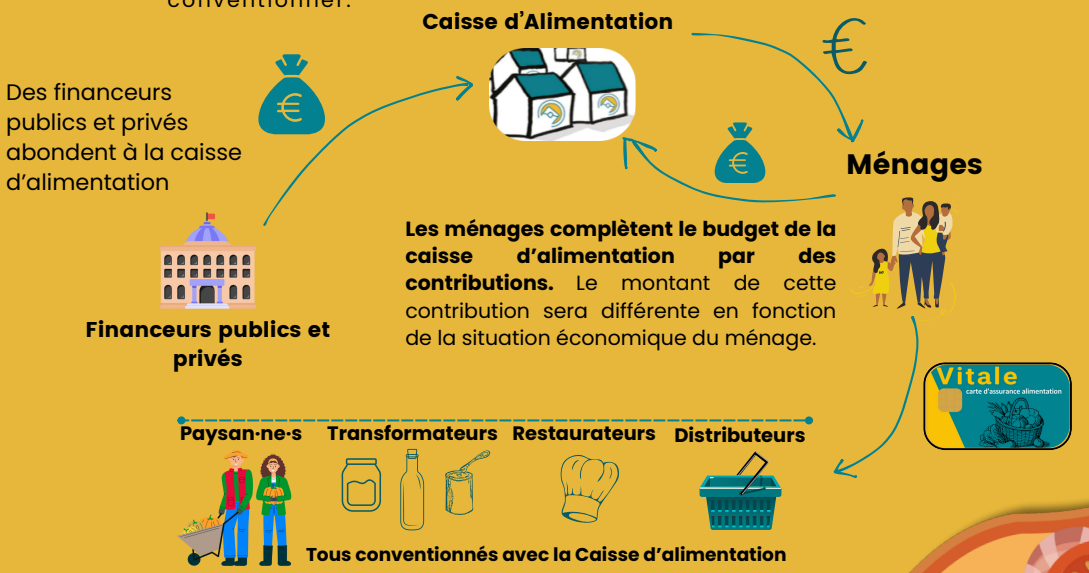 conventionner.
Caisse d'Alimentation
Des financeurs
publics et privés
abondent à la caisse
d'alimentation
€
€
€
Ménages
Les ménages complètent le budget de la
caisse d'alimentation par des
contributions. Le montant de cette
contribution sera différente en fonction
de la situation économique du ménage.
Financeurs publics et
privés
Vitale
carte d'assurance alimentation
Paysan·ne·s Transformateurs Restaurateurs Distributeurs
Tous conventionnés avec la Caisse d'alimentation